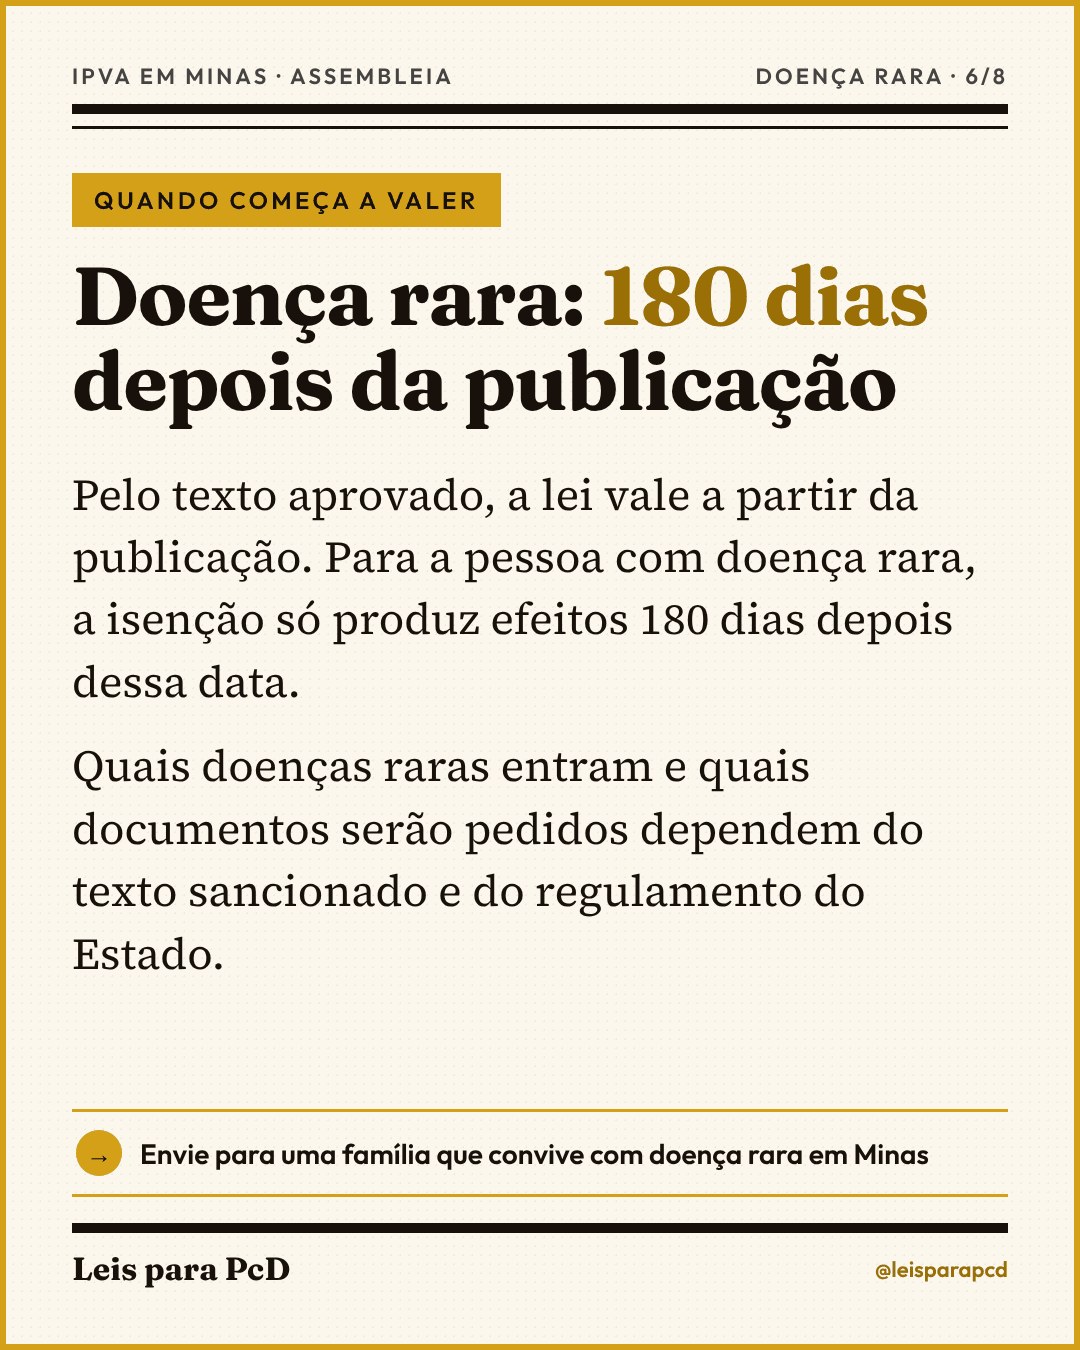 IPVA EM MINAS · ASSEMBLEIA
DOENÇA RARA · 6/8
QUANDO COMEÇA A VALER
Doença rara: 180 dias
depois da publicação
Pelo texto aprovado, a lei vale a partir da
publicação. Para a pessoa com doença rara,
a isenção só produz efeitos 180 dias depois
dessa data.
Quais doenças raras entram e quais
documentos serão pedidos dependem do
texto sancionado e do regulamento do
Estado.
→ Envie para uma família que convive com doença rara em Minas
Leis para PcD
@leisparapcd